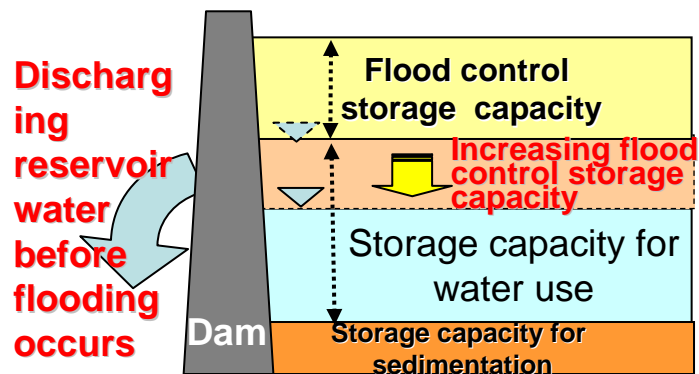 Discharg
ing
reservoir
water
before
flooding
occurs
Flood control
storage capacity
Increasing flood
control storage
capacity
Storage capacity for
water use
Dam
Storage capacity for
sedimentation